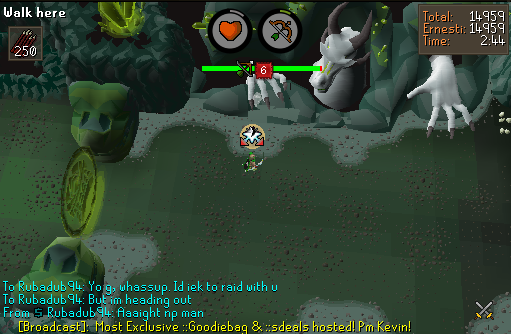 Walk here
Total: 14959
Ernestr: 14959
Time: 2:44
250
6
To Rubadub94: Yo g, whassup. Id iek to raid with u
To Rubadub94: But im heading out
From S Rubadub94: Aaaight np man
[Broadcast]: Most Exclusive ::Goodiebag & ::sdeals hosted! Pm Kevin!